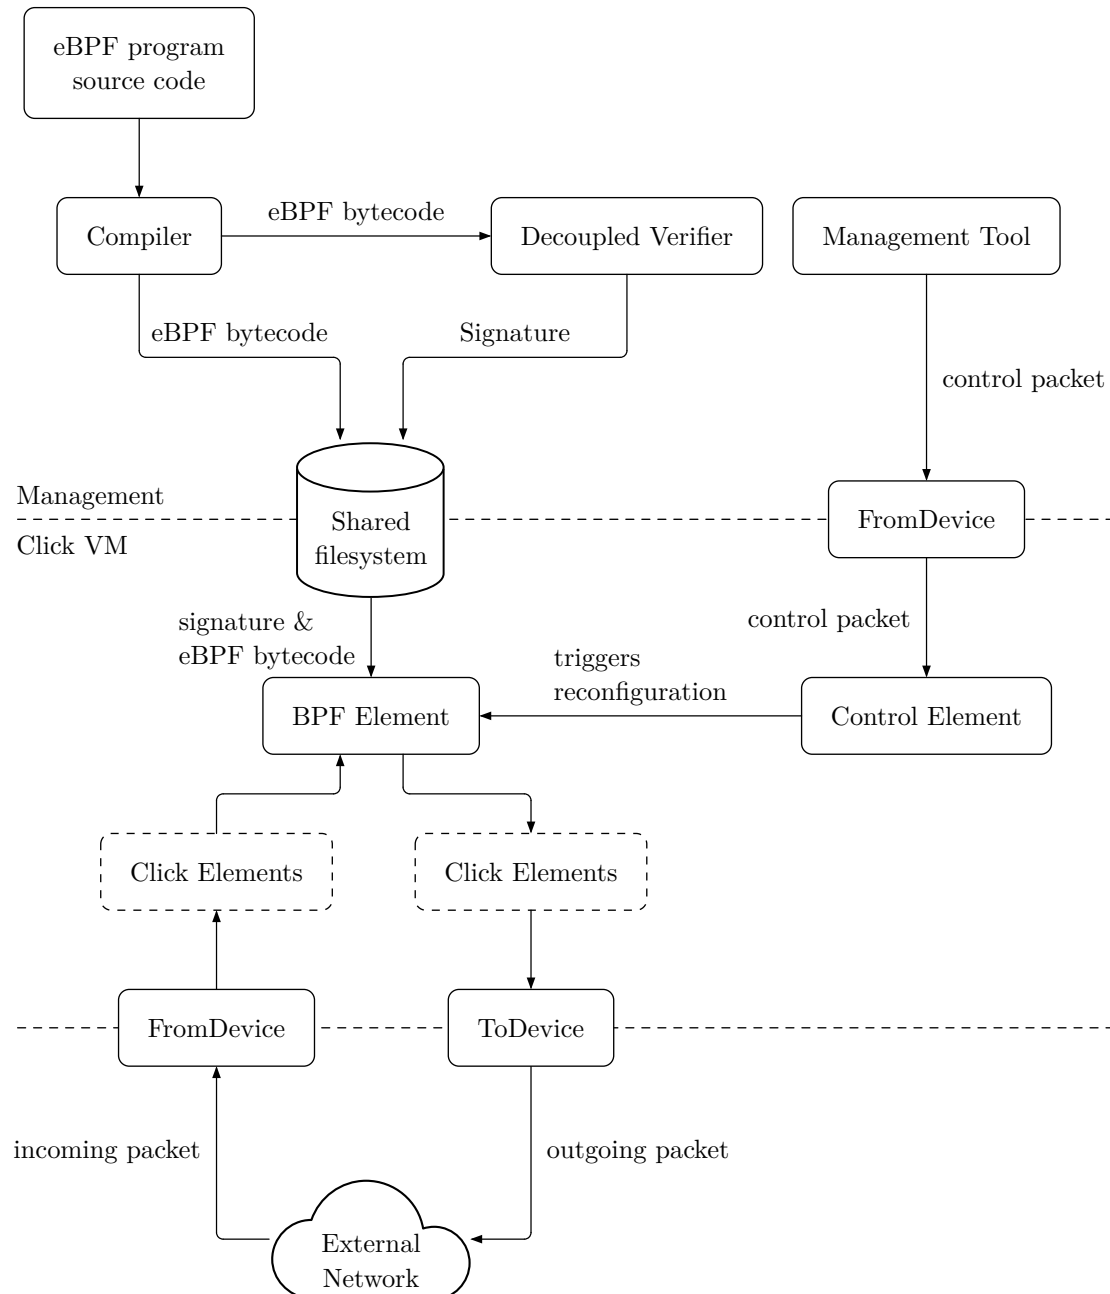 eBPF program
source code
eBPF bytecode
Compiler
Decoupled Verifier
Management Tool
eBPF bytecode
Signature
control packet
Management
Shared
filesystem
FromDevice
Click VM
signature &
eBPF bytecode
control packet
triggers
reconfiguration
BPF Element
Control Element
Click Elements
Click Elements
FromDevice
ToDevice
incoming packet
outgoing packet
External
Network